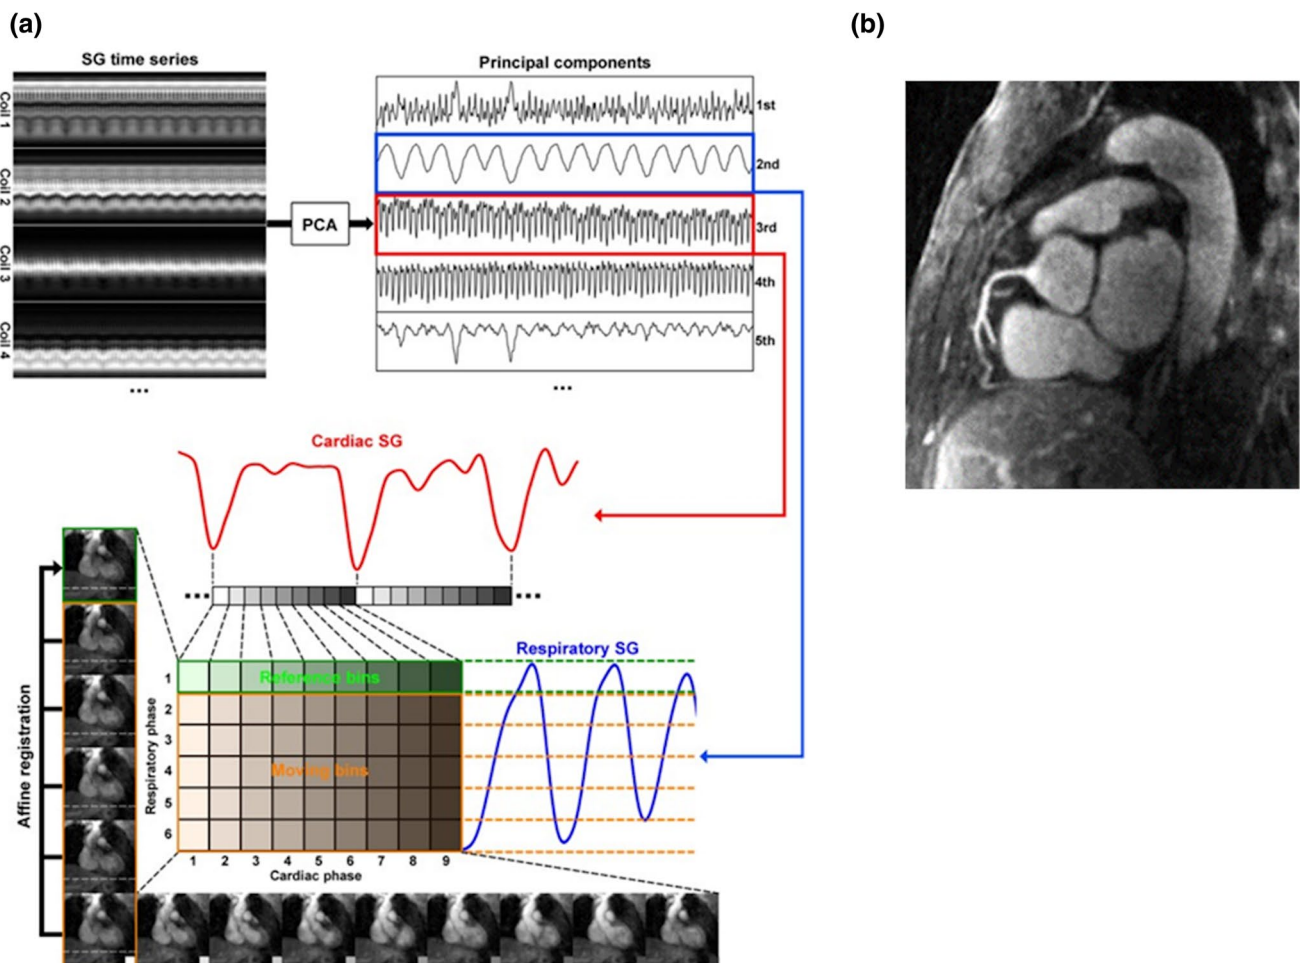 (a)
(b)
SG time series
Principal components
Coil 1
Coil 2
Coil 3
Coil 4
...
PCA
1st
2nd
3rd
4th
5th
...
Cardiac SG
...
...
Respiratory SG
Reference bins
Moving bins
Affine registration
Respiratory phase
1
2
3
4
5
6
1 2 3 4 5 6 7 8 9
Cardiac phase